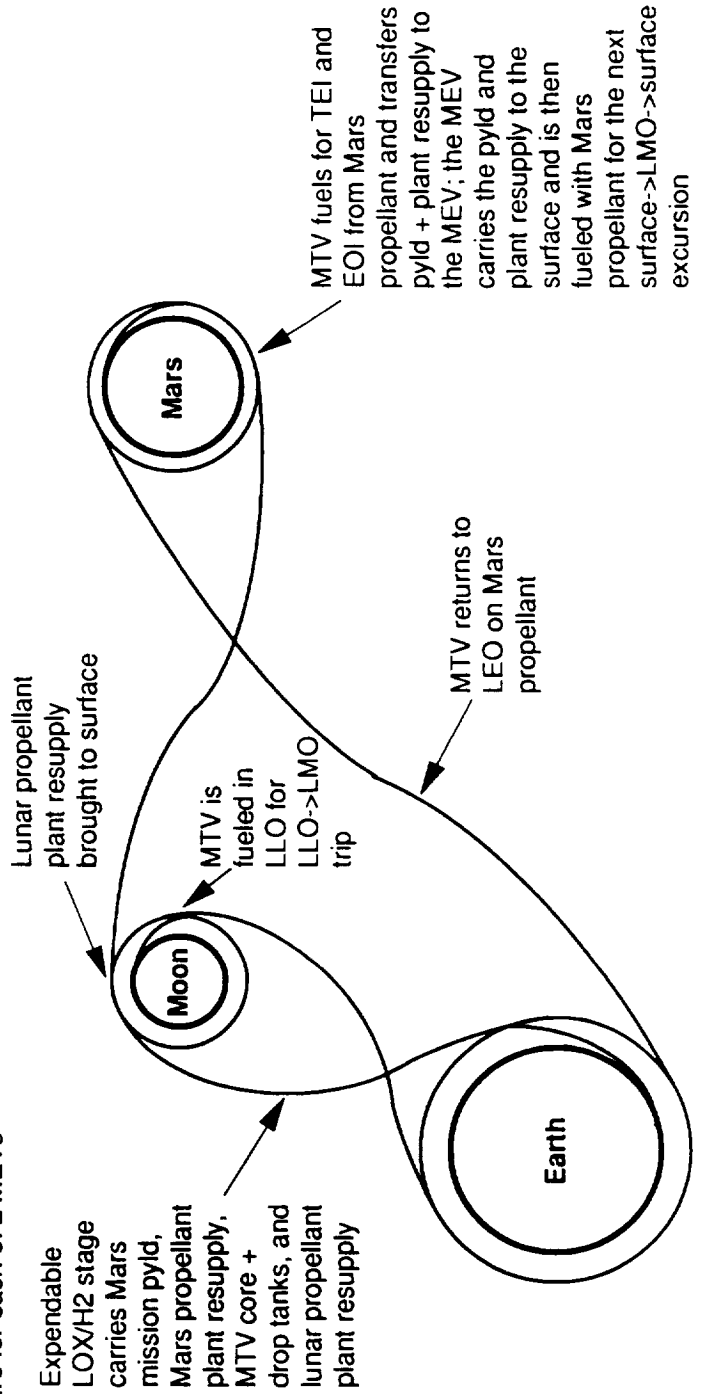 Expendable
LOX/H2 stage
carries Mars
mission pyld,
Mars propellant
plant resupply,
MTV core +
drop tanks, and
lunar propellant
plant resupply
Lunar propellant
plant resupply
brought to surface
Moon
MTV is
fueled in
LLO for
LLO->LMO
trip
Earth
MTV returns to
LEO on Mars
propellant
Mars
MTV fuels for TEI and
EOI from Mars
propellant and transfers
pyld + plant resupply to
the MEV; the MEV
carries the pyld and
plant resupply to the
surface and is then
fueled with Mars
propellant for the next
surface->LMO->surface
excursion